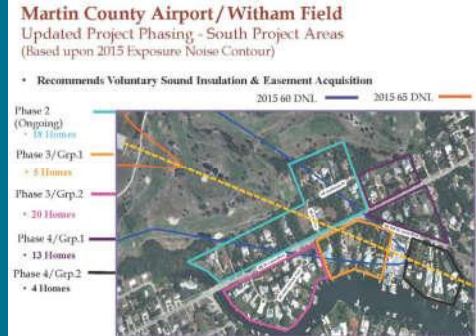 Martin County Airport/Witham Field
Updated Project Phasing - South Project Areas
(Based upon 2015 Exposure Noise Contour)
• Recommends Voluntary Sound Insulation & Easement Acquisition
2015 60 DNL
2015 65 DNL
Phase 2
(Ongoing)
• 18 Homes
Phase 3/Grp.1
• 5 Homes
Phase 3/Grp.2
• 20 Homes
Phase 4/Grp.1
• 13 Homes
Phase 4/Grp.2
• 4 Homes